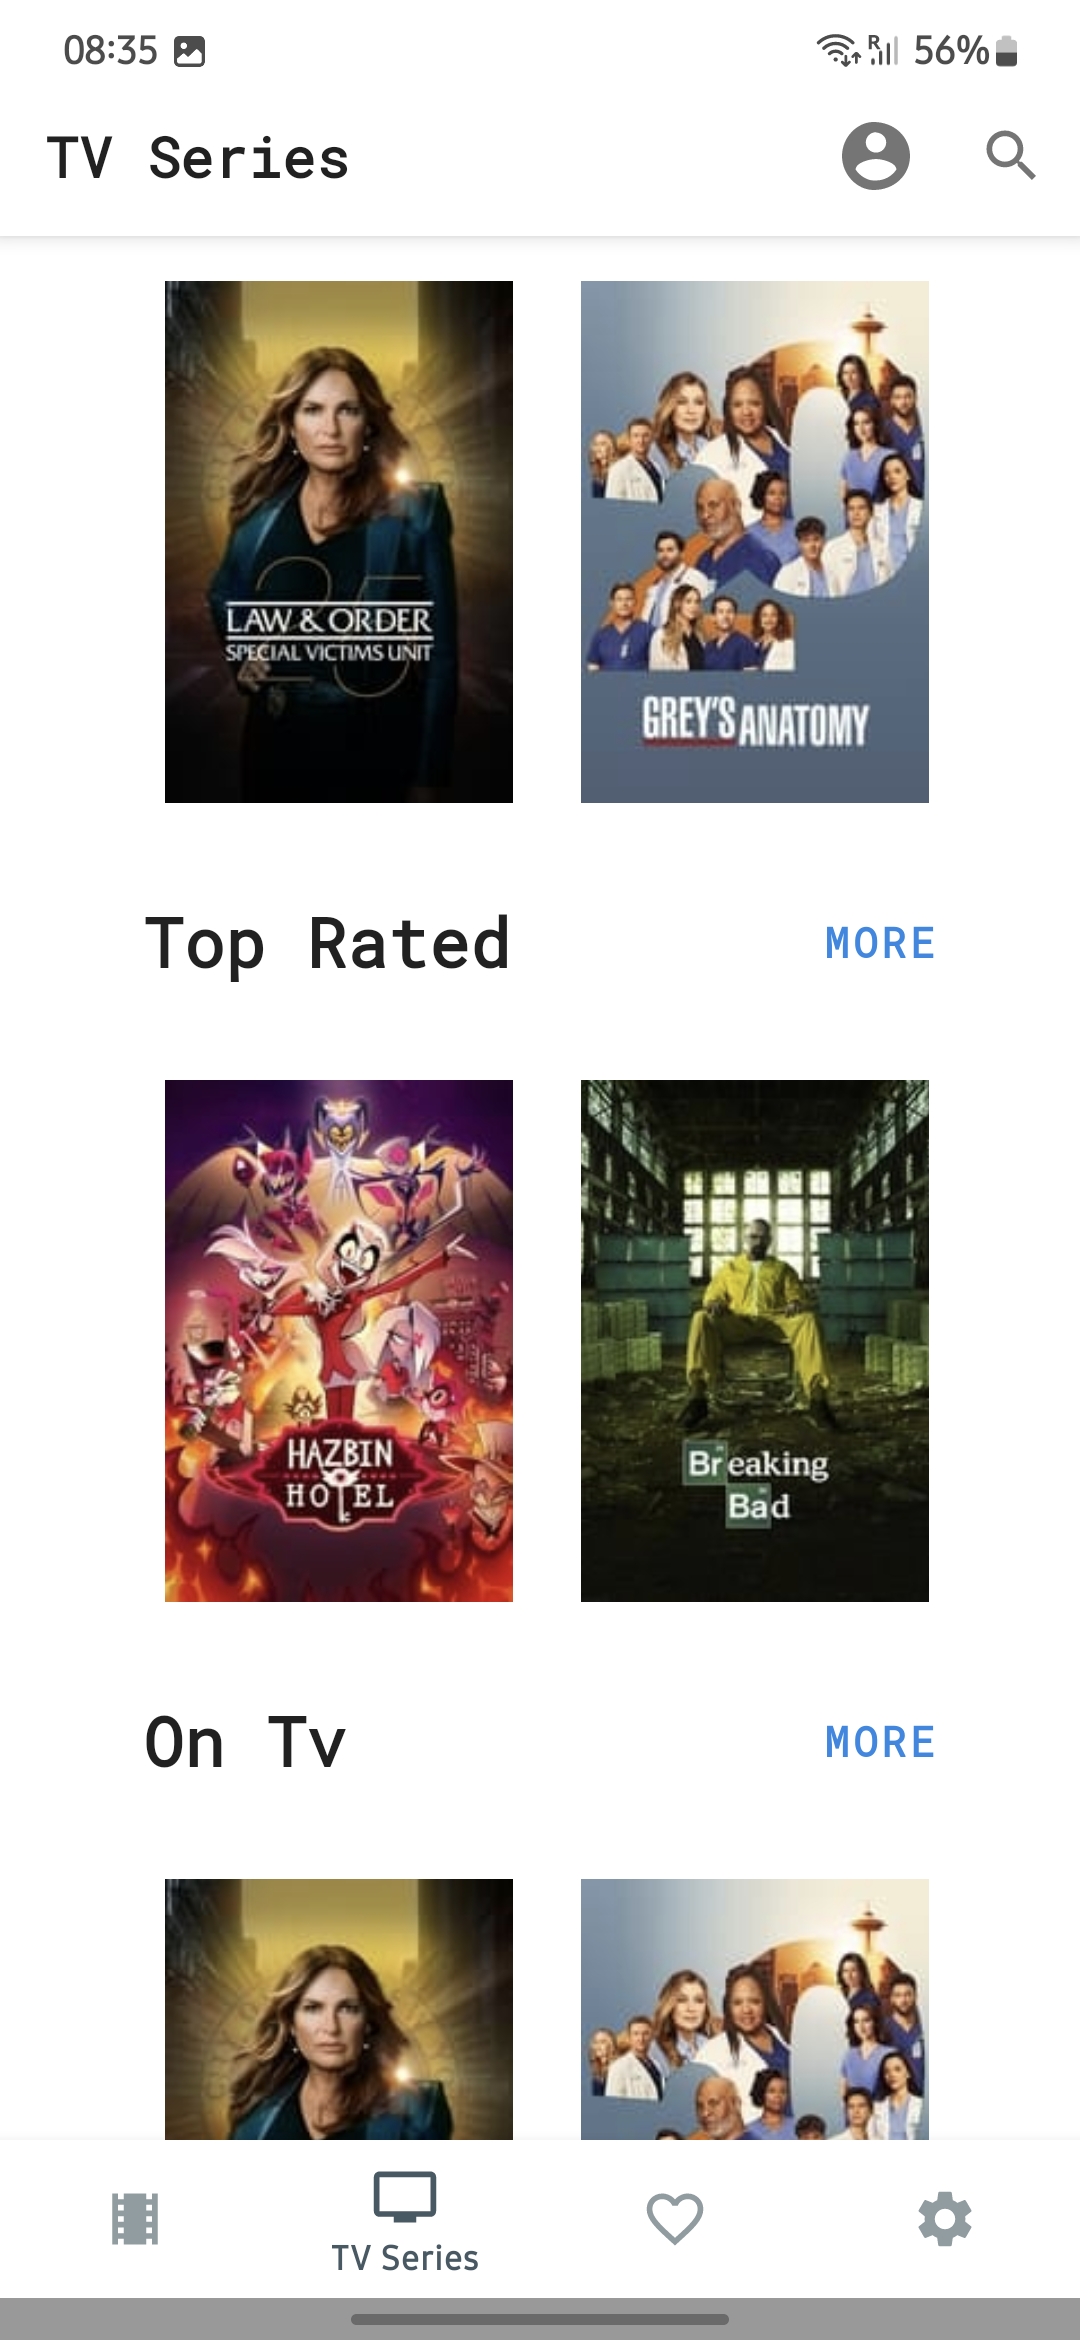 08:35
R
56%
TV Series
25
LAW & ORDER
SPECIAL VICTIMS UNIT
GREY'S ANATOMY
Top Rated
MORE
HAZBIN
HOTEL
Breaking
Bad
On Tv
MORE
TV Series